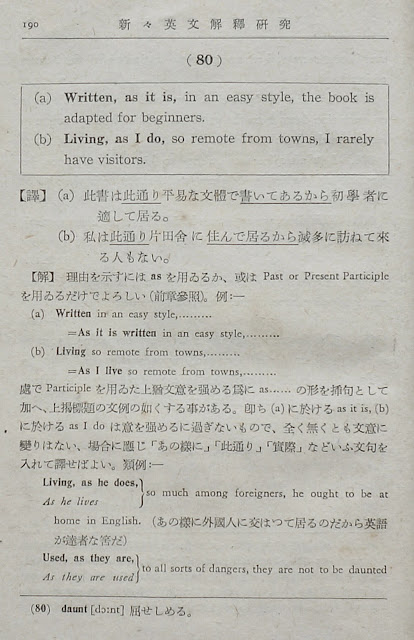 190 新々英文解釋研究
(80)
(a) Written, as it is, in an easy style, the book is
adapted for beginners.
(b) Living, as I do, so remote from towns, I rarely
have visitors.
【譯】 (a) 此書は此通り平易な文體で書いてあるから初學者に
適して居る。
(b) 私は此通り片田舎に住んで居るから滅多に訪ねて來
る人もない。
【解】 理由を示すには as を用ゐるか、或は Past or Present Participle
を用ゐるだけでよろしい(前章參照)。例:—
(a) Written in an easy style,………
=As it is written in an easy style,………
(b) Living so remote from towns,………
=As I live so remote from towns,………
處で Participle を用ゐた上尙文意を强める爲に as…… の形を挿句として
加へ、上揭標題の文例の如くする事がある。卽ち (a) に於ける as it is, (b)
に於ける as I do は意を强めるに過ぎないもので、全く無くとも文意に
變りはない、場合に應じ「あの樣に」「此通り」「實際」などいふ文句を
入れて譯せばよい。類例:—
Living, as he does,
As he lives
}so much among foreigners, he ought to be at
home in English. (あの樣に外國人に交はつて居るのだから英語
が達者な筈だ)
Used, as they are,
As they are used
}to all sorts of dangers, they are not to be daunted
(80) daunt [dɔ:nt] 屈せしめる。